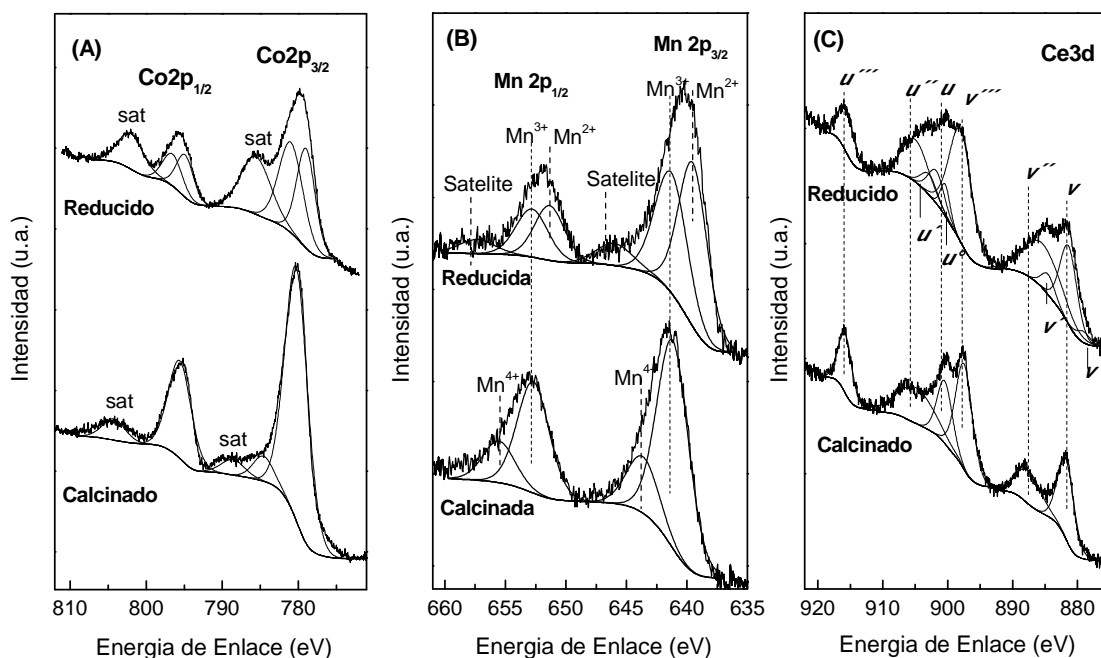 (A)
Co2p1/2
Co2p3/2
sat
sat
Reducido
sat
sat
Calcinado
Intensidad (u.a.)
810 800 790 780
Energia de Enlace (eV)
(B)
Mn 2p3/2
Mn 2p1/2
Mn3+ Mn2+
Mn3+ Mn2+
Satelite
Satelite
Reducida
Mn4+
Mn4+
Calcinada
Intensidad (u.a.)
660 655 650 645 640 635
Energia de Enlace (eV)
(C)
Ce3d
u´´´ u´´ u v´´´
v´´ v
Reducido
u´
u°
v´
v
Calcinado
Intensidad (u.a.)
920 910 900 890 880
Energia de Enlace (eV)